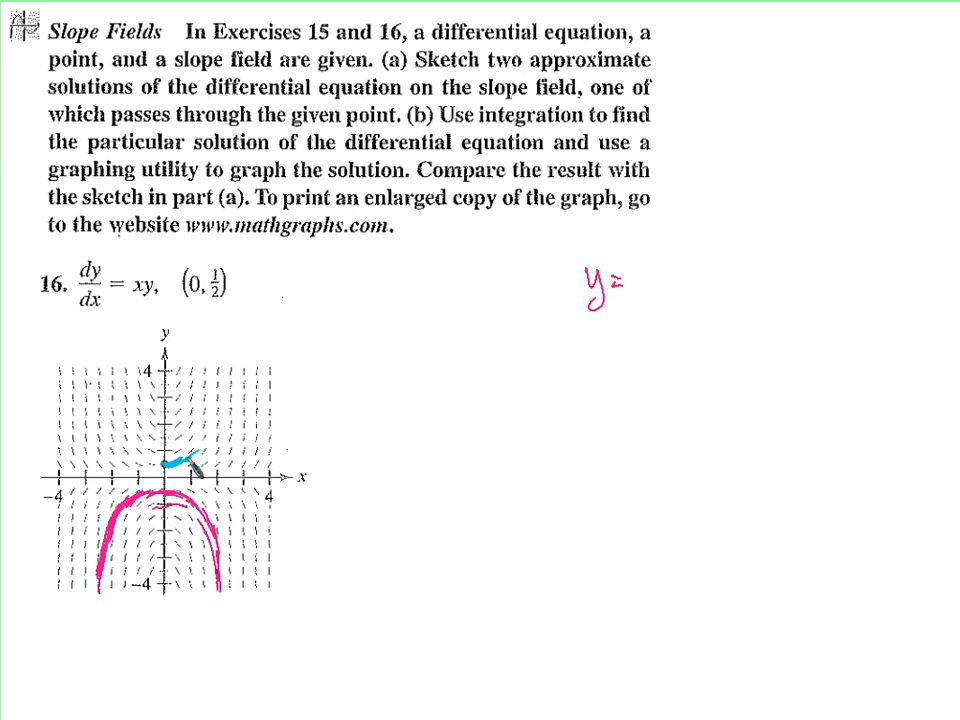 Slope Fields In Exercises 15 and 16, a differential equation, a
point, and a slope field are given. (a) Sketch two approximate
solutions of the differential equation on the slope field, one of
which passes through the given point. (b) Use integration to find
the particular solution of the differential equation and use a
graphing utility to graph the solution. Compare the result with
the sketch in part (a). To print an enlarged copy of the graph, go
to the website www.mathgraphs.com.
16. dy/dx = xy, (0, 1/2)
y =
y
4
x
-4 4
-4